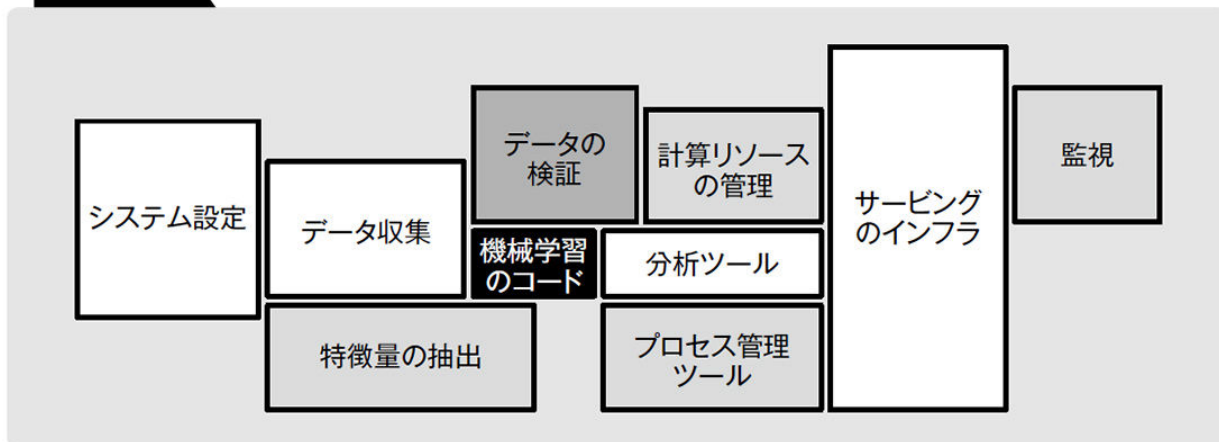 システム設定
データ収集
特徴量の抽出
データの
検証
機械学習
のコード
計算リソース
の管理
分析ツール
プロセス管理
ツール
サービング
のインフラ
監視